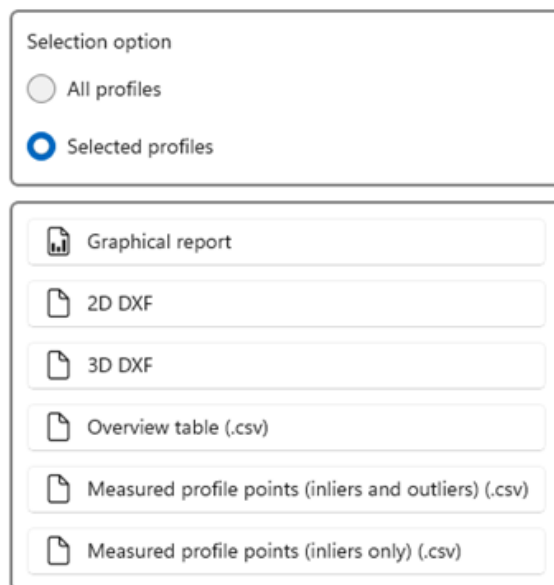 Selection option
All profiles
Selected profiles
Graphical report
2D DXF
3D DXF
Overview table (.csv)
Measured profile points (inliers and outliers) (.csv)
Measured profile points (inliers only) (.csv)